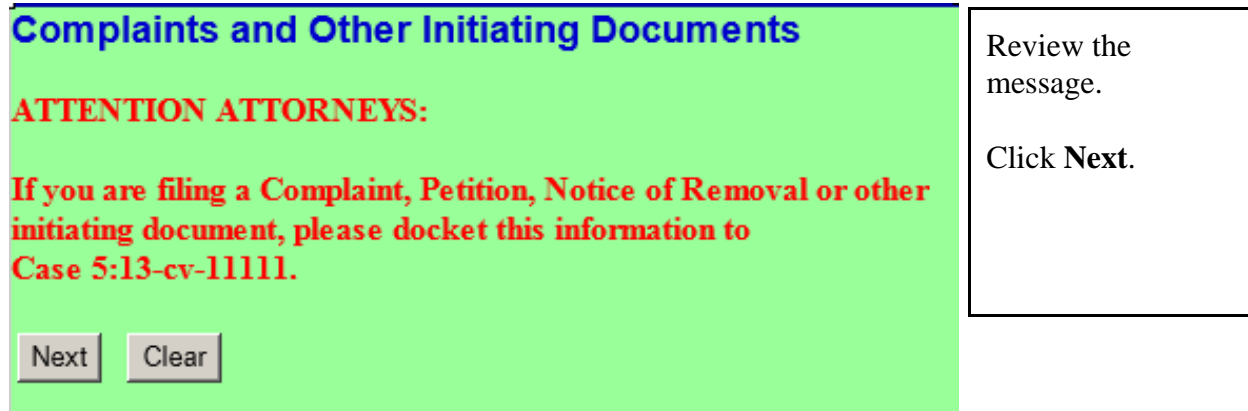 Complaints and Other Initiating Documents
ATTENTION ATTORNEYS:
If you are filing a Complaint, Petition, Notice of Removal or other
initiating document, please docket this information to
Case 5:13-cv-11111.
Next
Clear
Review the
message.
Click Next.